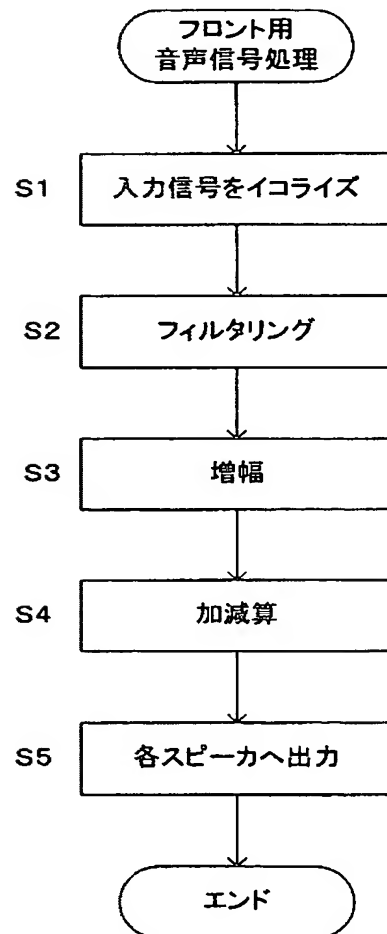 フロント用
音声信号処理
S1 入力信号をイコライズ
S2 フィルタリング
S3 増幅
S4 加減算
S5 各スピーカへ出力
エンド